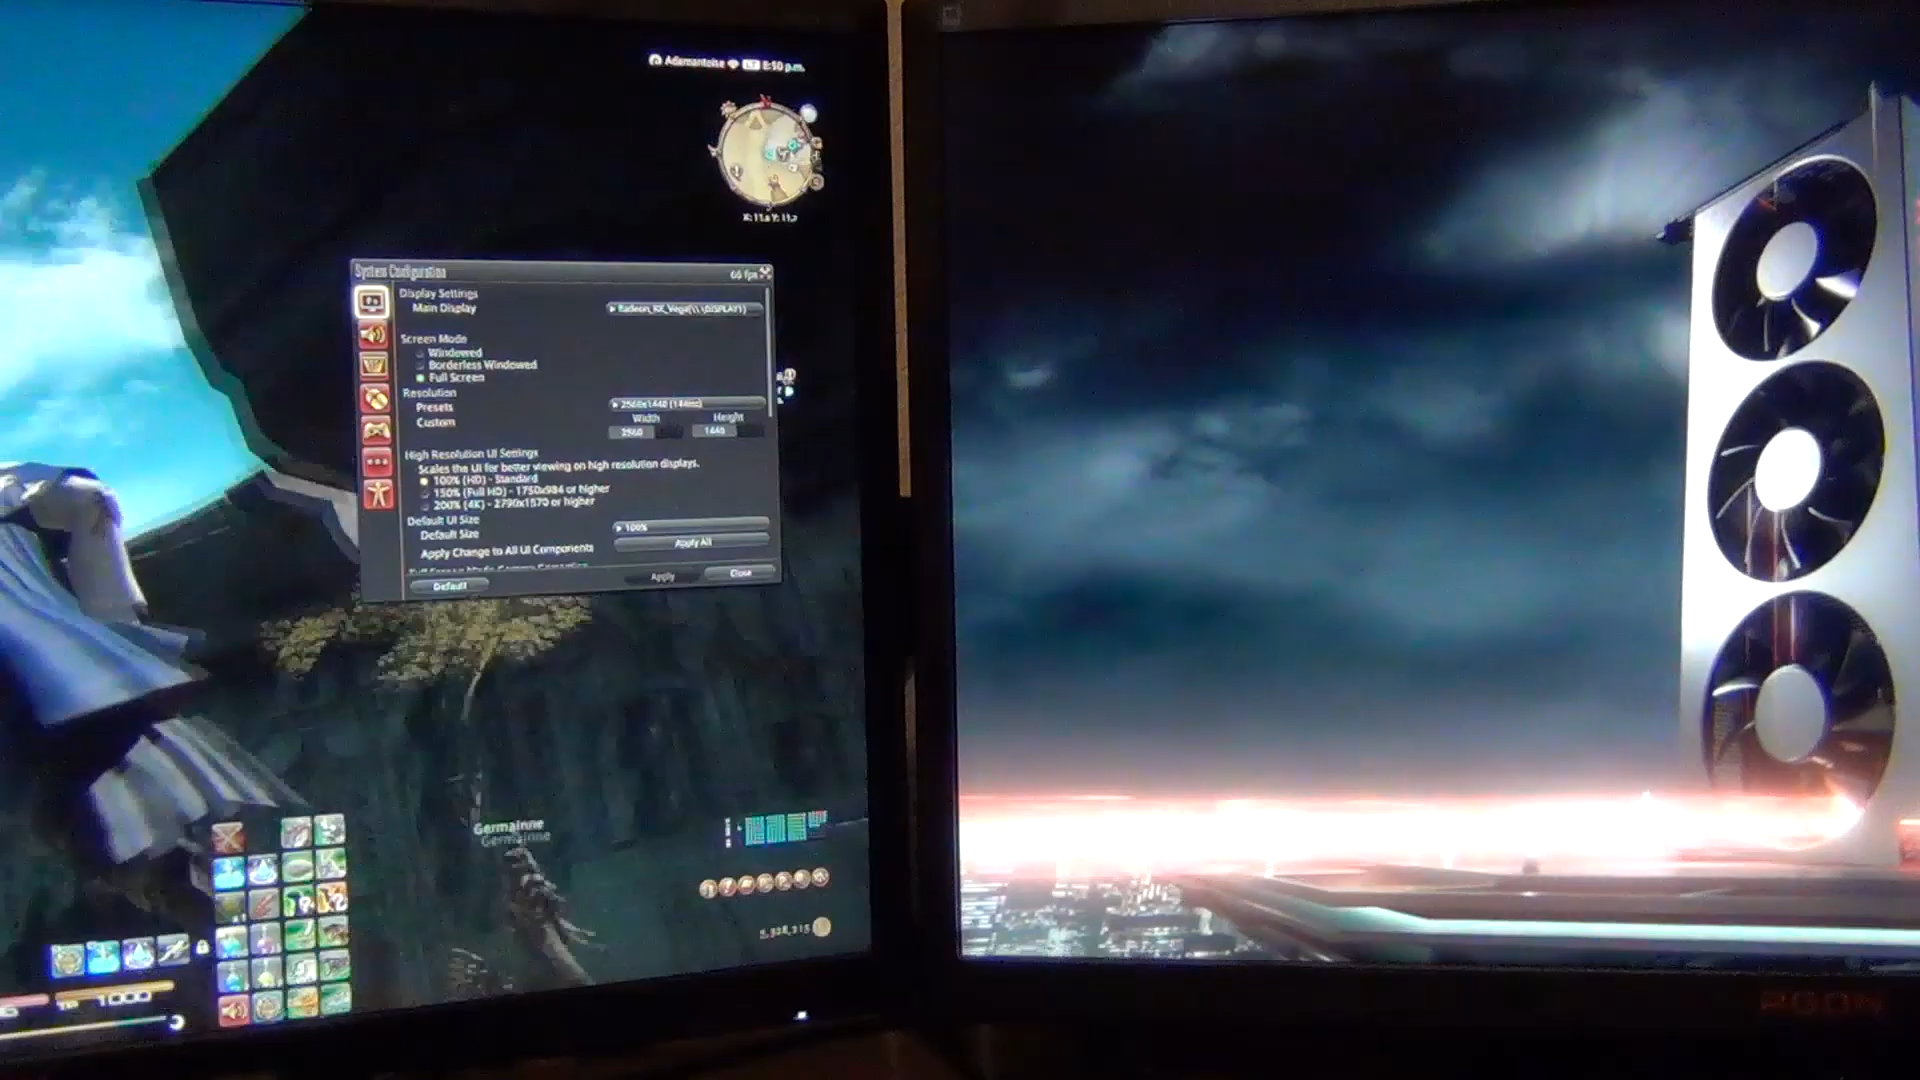 Adamantoise LT 8:50 p.m.
N
System Configuration
66 fps
Display Settings
Main Display
Radeon_RX_Vega(\\.\DISPLAY1)
Screen Mode
Windowed
Borderless Windowed
Full Screen
Resolution
Presets
2560x1440 (144Hz)
Custom
Width
Height
2560
1440
High Resolution UI Settings
Scales the UI for better viewing on high resolution displays.
100% (HD) - Standard
150% (Full HD) - 1750x984 or higher
200% (4K) - 2790x1570 or higher
Default UI Size
Default Size
100%
Apply Change to All UI Components
Apply All
Default
Apply
Close
Germainne
Germainne
1000
AGON